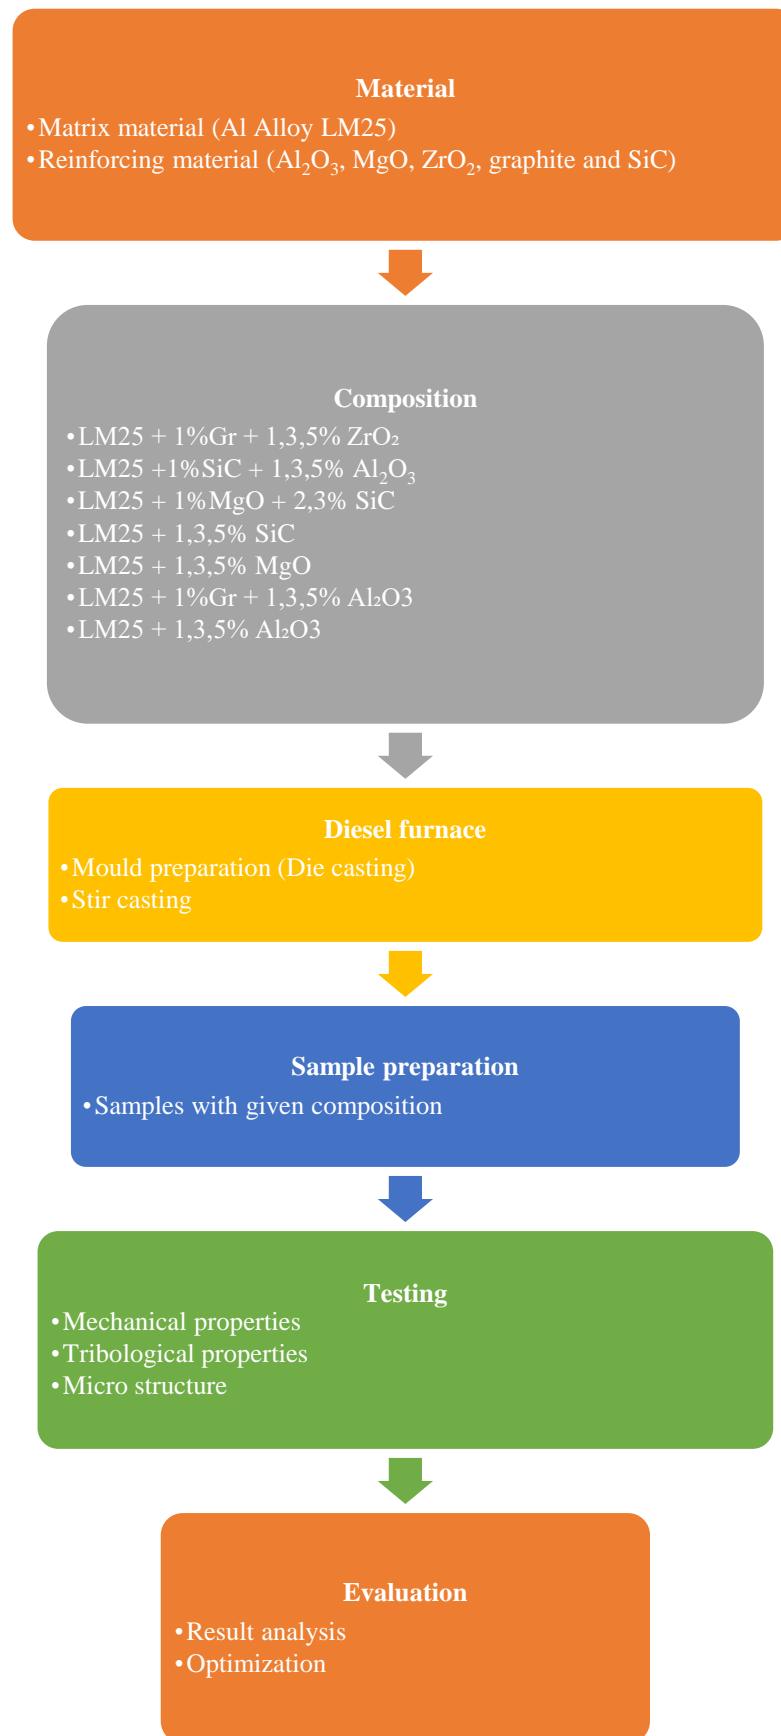 Material
•Matrix material (Al Alloy LM25)
•Reinforcing material (Al₂O₃, MgO, ZrO₂, graphite and SiC)
Composition
•LM25 + 1%Gr + 1,3,5% ZrO₂
•LM25 +1%SiC + 1,3,5% Al₂O₃
•LM25 + 1%MgO + 2,3% SiC
•LM25 + 1,3,5% SiC
•LM25 + 1,3,5% MgO
•LM25 + 1%Gr + 1,3,5% Al₂O3
•LM25 + 1,3,5% Al₂O3
Diesel furnace
•Mould preparation (Die casting)
•Stir casting
Sample preparation
•Samples with given composition
Testing
•Mechanical properties
•Tribological properties
•Micro structure
Evaluation
•Result analysis
•Optimization